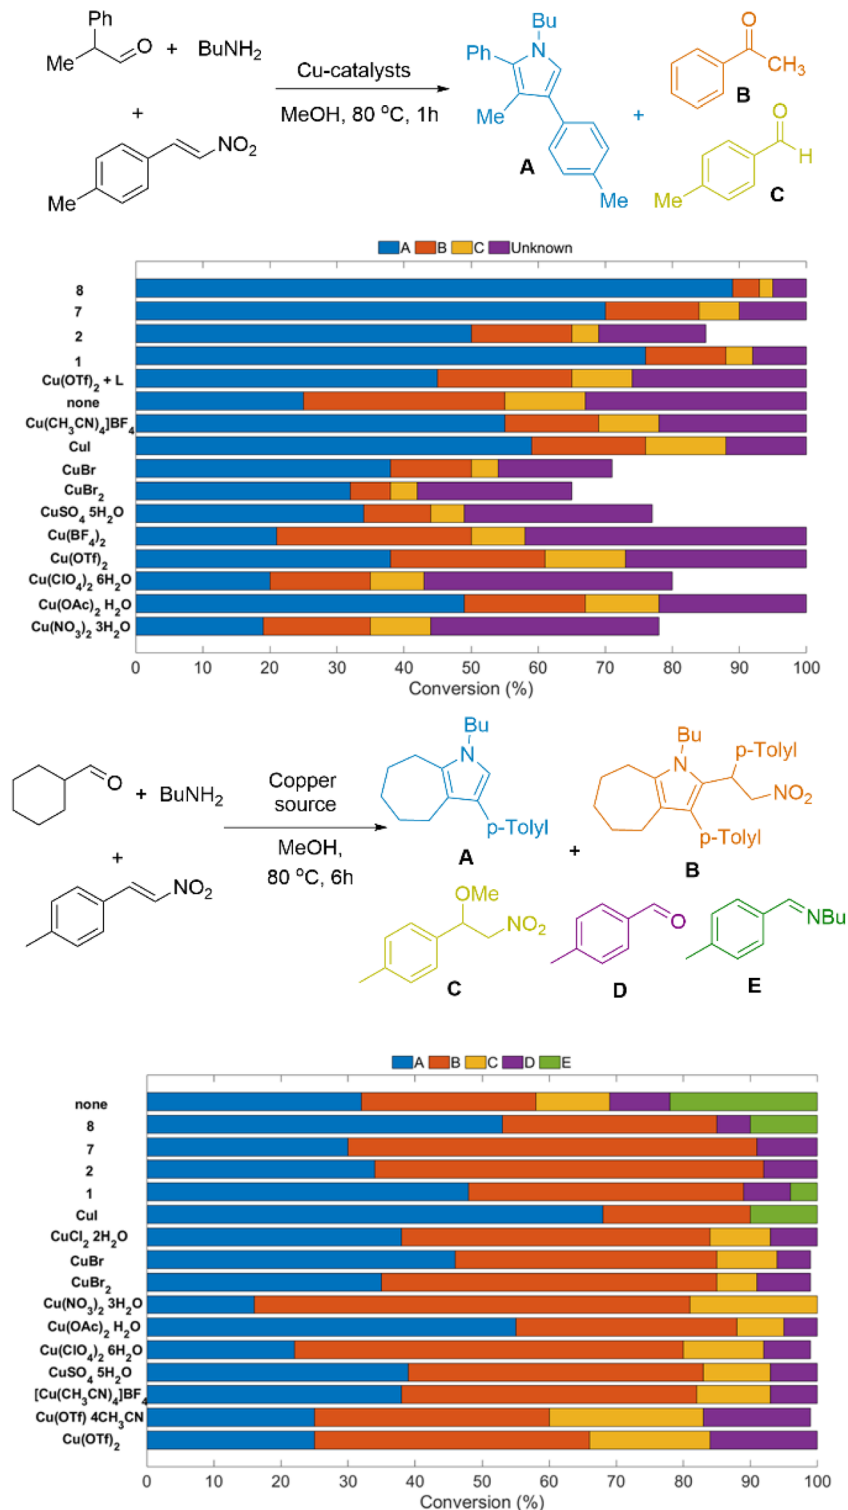 Ph
Me
O
+ BuNH2
+
NO2
Me
Cu-catalysts
MeOH, 80 oC, 1h
Bu
N
Ph
Me
A
Me
+
O
CH3
B
O
H
Me
C
A B C Unknown
8
7
2
1
Cu(OTf)2 + L
none
Cu(CH3CN)4]BF4
CuI
CuBr
CuBr2
CuSO4 5H2O
Cu(BF4)2
Cu(OTf)2
Cu(ClO4)2 6H2O
Cu(OAc)2 H2O
Cu(NO3)2 3H2O
0 10 20 30 40 50 60 70 80 90 100
Conversion (%)
O
+ BuNH2
+
NO2
Copper
source
MeOH,
80 oC, 6h
Bu
N
p-Tolyl
A
+
Bu
p-Tolyl
N
NO2
p-Tolyl
B
OMe
NO2
C
O
D
NBu
E
A B C D E
none
8
7
2
1
CuI
CuCl2 2H2O
CuBr
CuBr2
Cu(NO3)2 3H2O
Cu(OAc)2 H2O
Cu(ClO4)2 6H2O
CuSO4 5H2O
[Cu(CH3CN)4]BF4
Cu(OTf) 4CH3CN
Cu(OTf)2
0 10 20 30 40 50 60 70 80 90 100
Conversion (%)